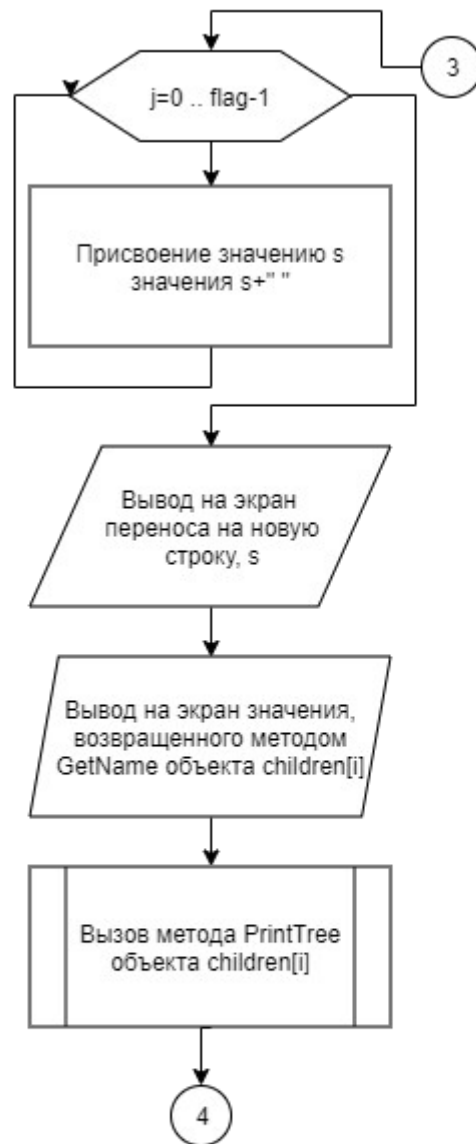 3
j=0 .. flag-1
Присвоение значению s
значения s+" "
Вывод на экран
переноса на новую
строку, s
Вывод на экран значения,
возвращенного методом
GetName объекта children[i]
Вызов метода PrintTree
объекта children[i]
4